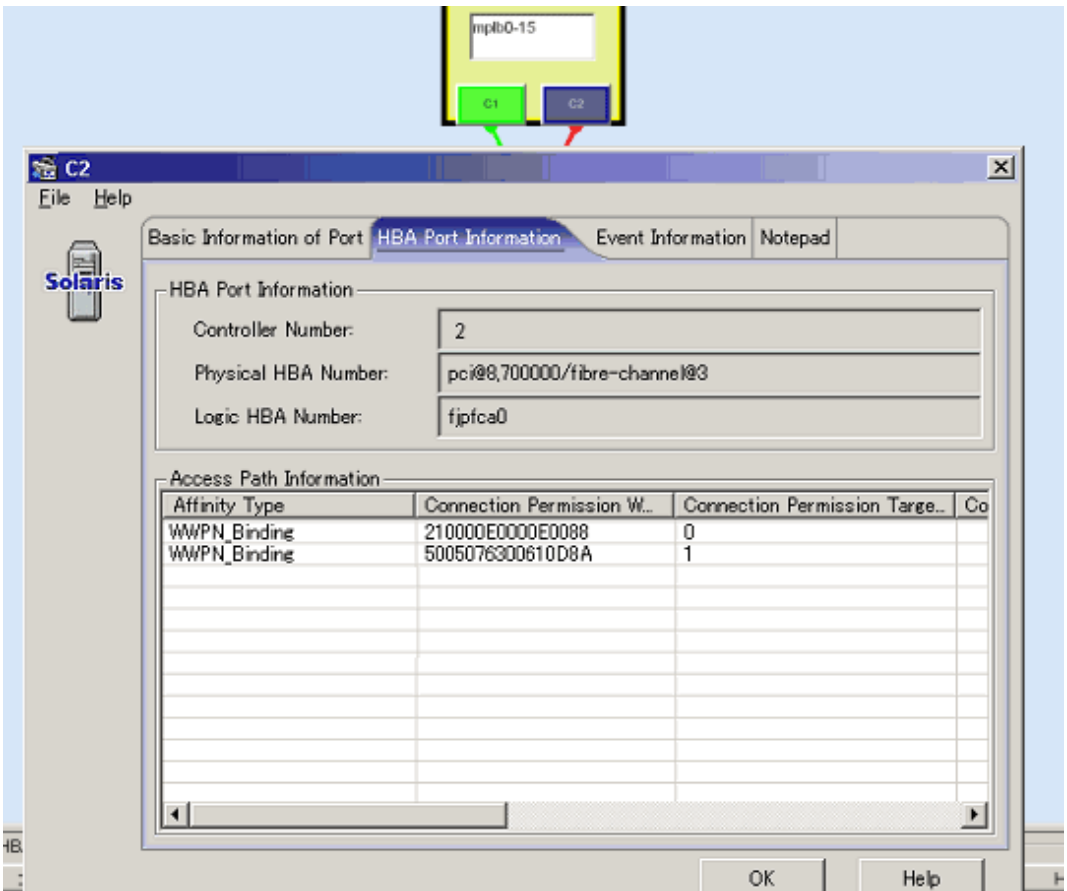 mplb0-15
C1 C2
C2
File Help
Solaris
Basic Information of Port HBA Port Information Event Information Notepad
HBA Port Information
Controller Number: 2
Physical HBA Number: pci@8,700000/fibre-channel@3
Logic HBA Number: fjpfca0
Access Path Information
Affinity Type Connection Permission W... Connection Permission Targe... Co
WWPN_Binding 210000E0000E0088 0
WWPN_Binding 5005076300610D8A 1
HB
OK Help H